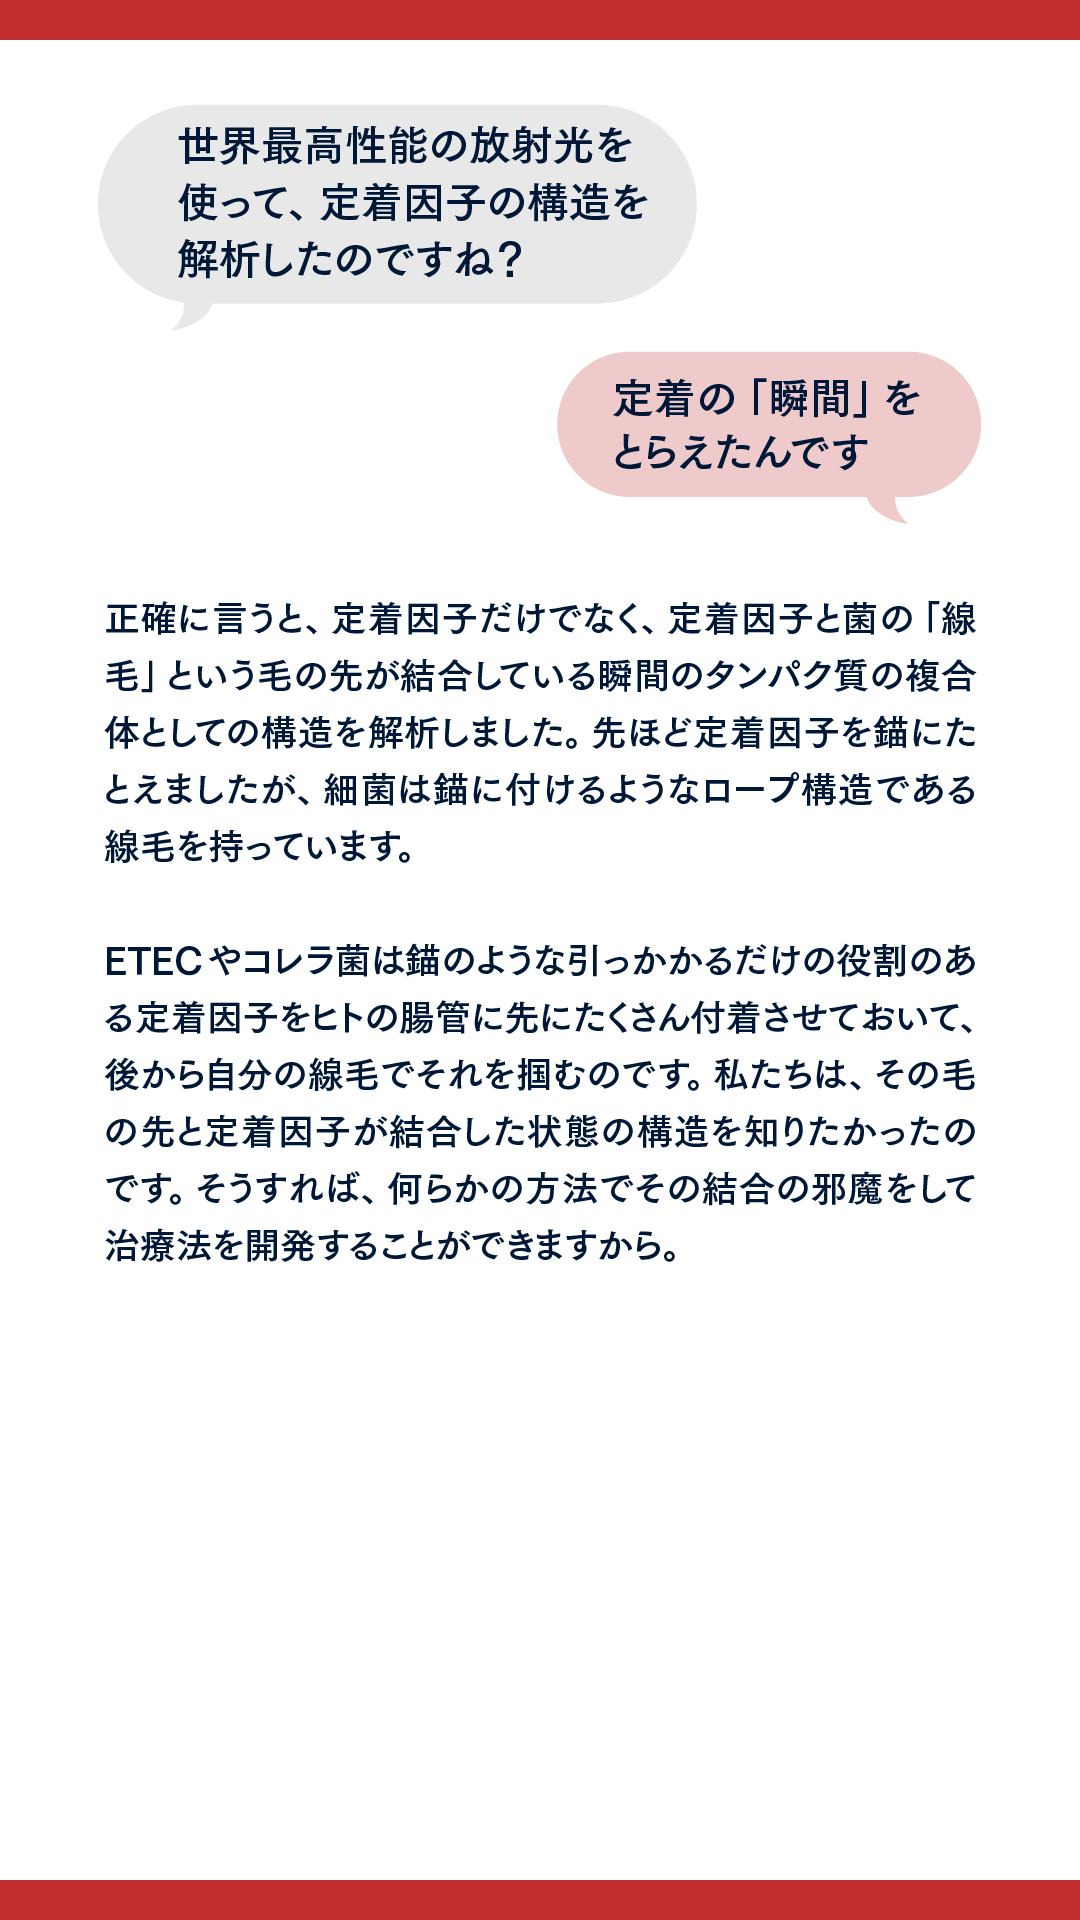 世界最高性能の放射光を
使って、定着因子の構造を
解析したのですね？
定着の「瞬間」を
とらえたんです
正確に言うと、定着因子だけでなく、定着因子と菌の「線
毛」という毛の先が結合している瞬間のタンパク質の複合
体としての構造を解析しました。先ほど定着因子を錨にた
とえましたが、細菌は錨に付けるようなロープ構造である
線毛を持っています。
ETECやコレラ菌は錨のような引っかかるだけの役割のあ
る定着因子をヒトの腸管に先にたくさん付着させておいて、
後から自分の線毛でそれを掴むのです。私たちは、その毛
の先と定着因子が結合した状態の構造を知りたかったの
です。そうすれば、何らかの方法でその結合の邪魔をして
治療法を開発することができますから。